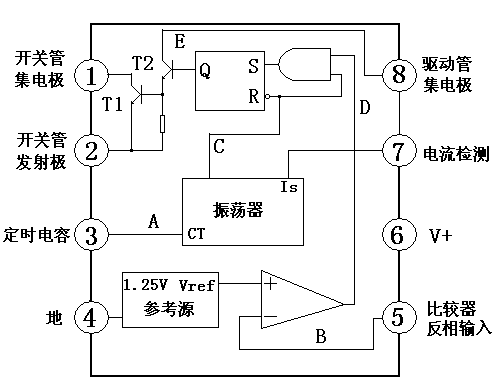 开关管
集电极
1
T1
T2
E
Q
S
R
8
驱动管
集电极
D
开关管
发射极
2
C
7
电流检测
Is
振荡器
CT
定时电容
3
A
6
V+
1.25V Vref
参考源
地
4
+
-
B
5
比较器
反相输入